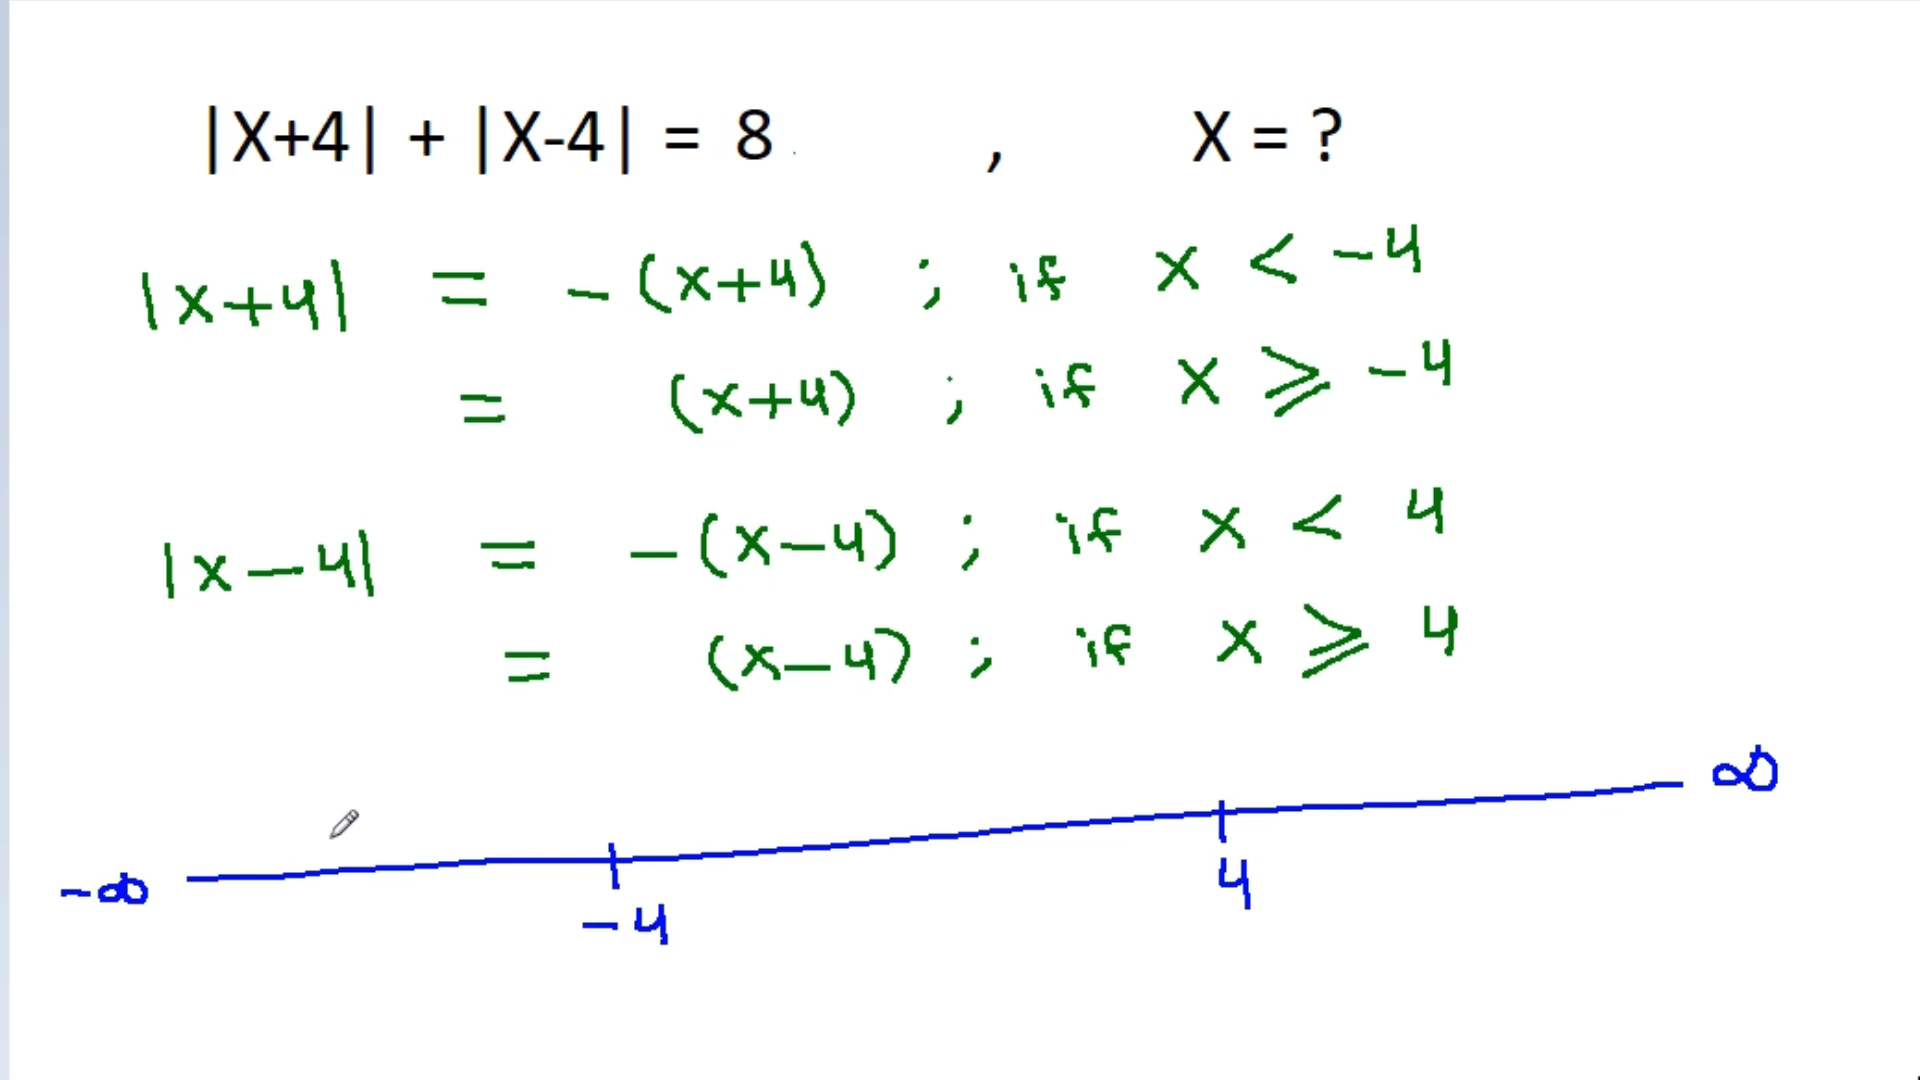 |X+4| + |X-4| = 8 , X = ?
|x+4| = -(x+4) ; if x < -4
= (x+4) ; if x ⩾ -4
|x-4| = -(x-4) ; if x < 4
= (x-4) ; if x ⩾ 4
-∞ -4 4 ∞